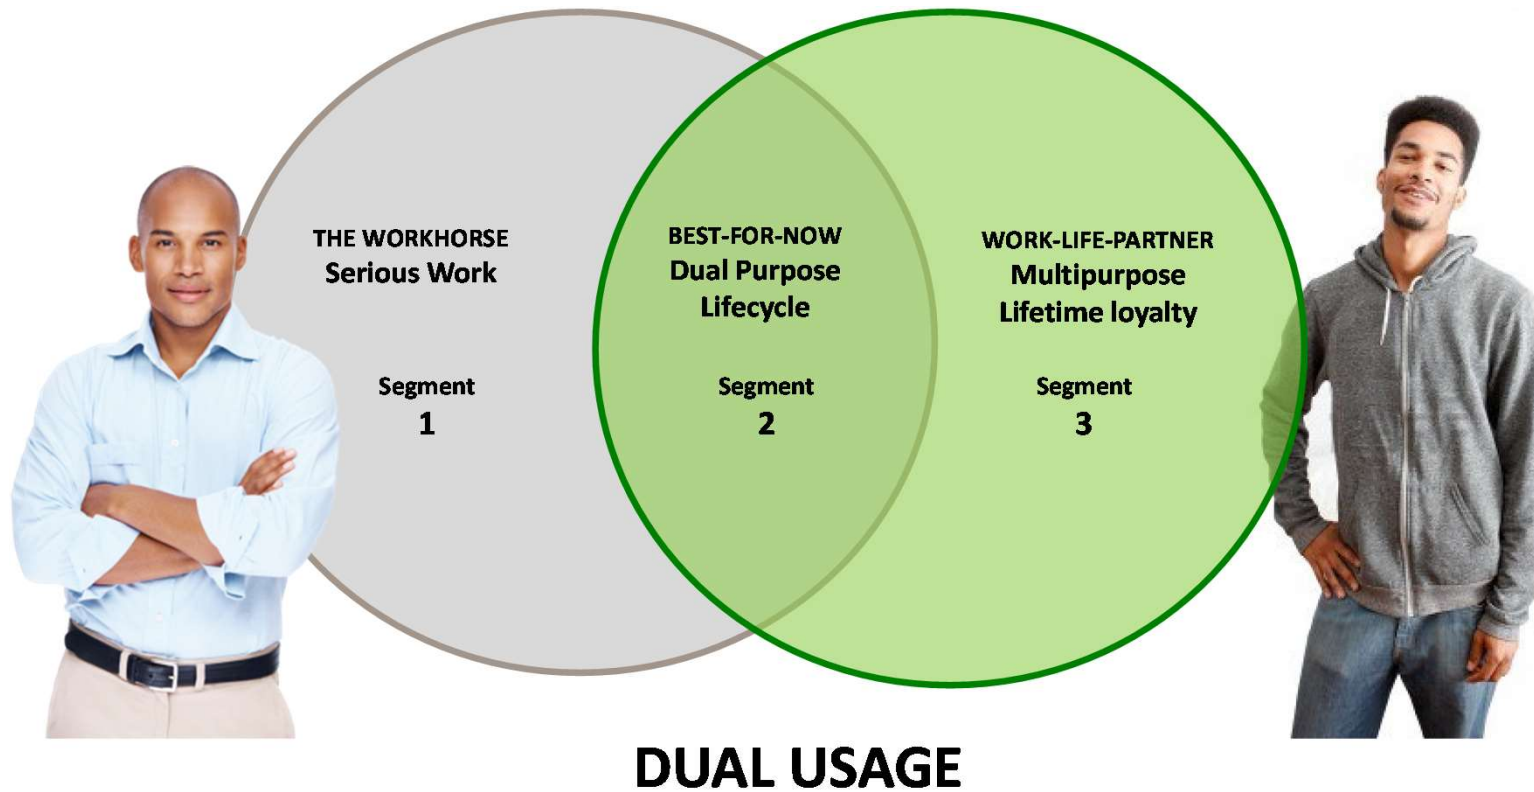 THE WORKHORSE
Serious Work
Segment
1
BEST-FOR-NOW
Dual Purpose
Lifecycle
Segment
2
WORK-LIFE-PARTNER
Multipurpose
Lifetime loyalty
Segment
3
DUAL USAGE